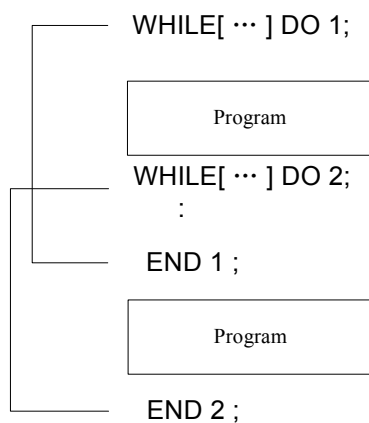 WHILE[ ··· ] DO 1;
Program
WHILE[ ··· ] DO 2;
:
END 1 ;
Program
END 2 ;